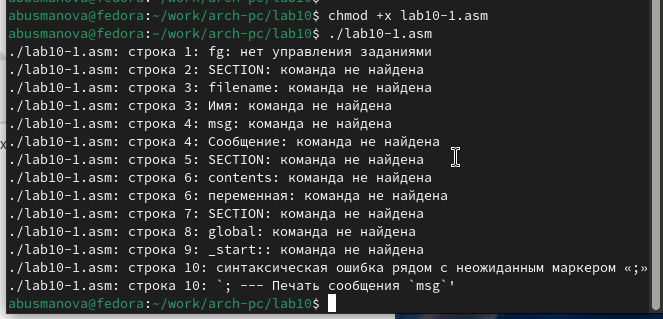 abusmanova@fedora:~/work/arch-pc/lab10$ chmod +x lab10-1.asm
abusmanova@fedora:~/work/arch-pc/lab10$ ./lab10-1.asm
./lab10-1.asm: строка 1: fg: нет управления заданиями
./lab10-1.asm: строка 2: SECTION: команда не найдена
./lab10-1.asm: строка 3: filename: команда не найдена
./lab10-1.asm: строка 3: Имя: команда не найдена
./lab10-1.asm: строка 4: msg: команда не найдена
./lab10-1.asm: строка 4: Сообщение: команда не найдена
./lab10-1.asm: строка 5: SECTION: команда не найдена
./lab10-1.asm: строка 6: contents: команда не найдена
./lab10-1.asm: строка 6: переменная: команда не найдена
./lab10-1.asm: строка 7: SECTION: команда не найдена
./lab10-1.asm: строка 8: global: команда не найдена
./lab10-1.asm: строка 9: _start:: команда не найдена
./lab10-1.asm: строка 10: синтаксическая ошибка рядом с неожиданным маркером «;»
./lab10-1.asm: строка 10: `; --- Печать сообщения `msg`'
abusmanova@fedora:~/work/arch-pc/lab10$